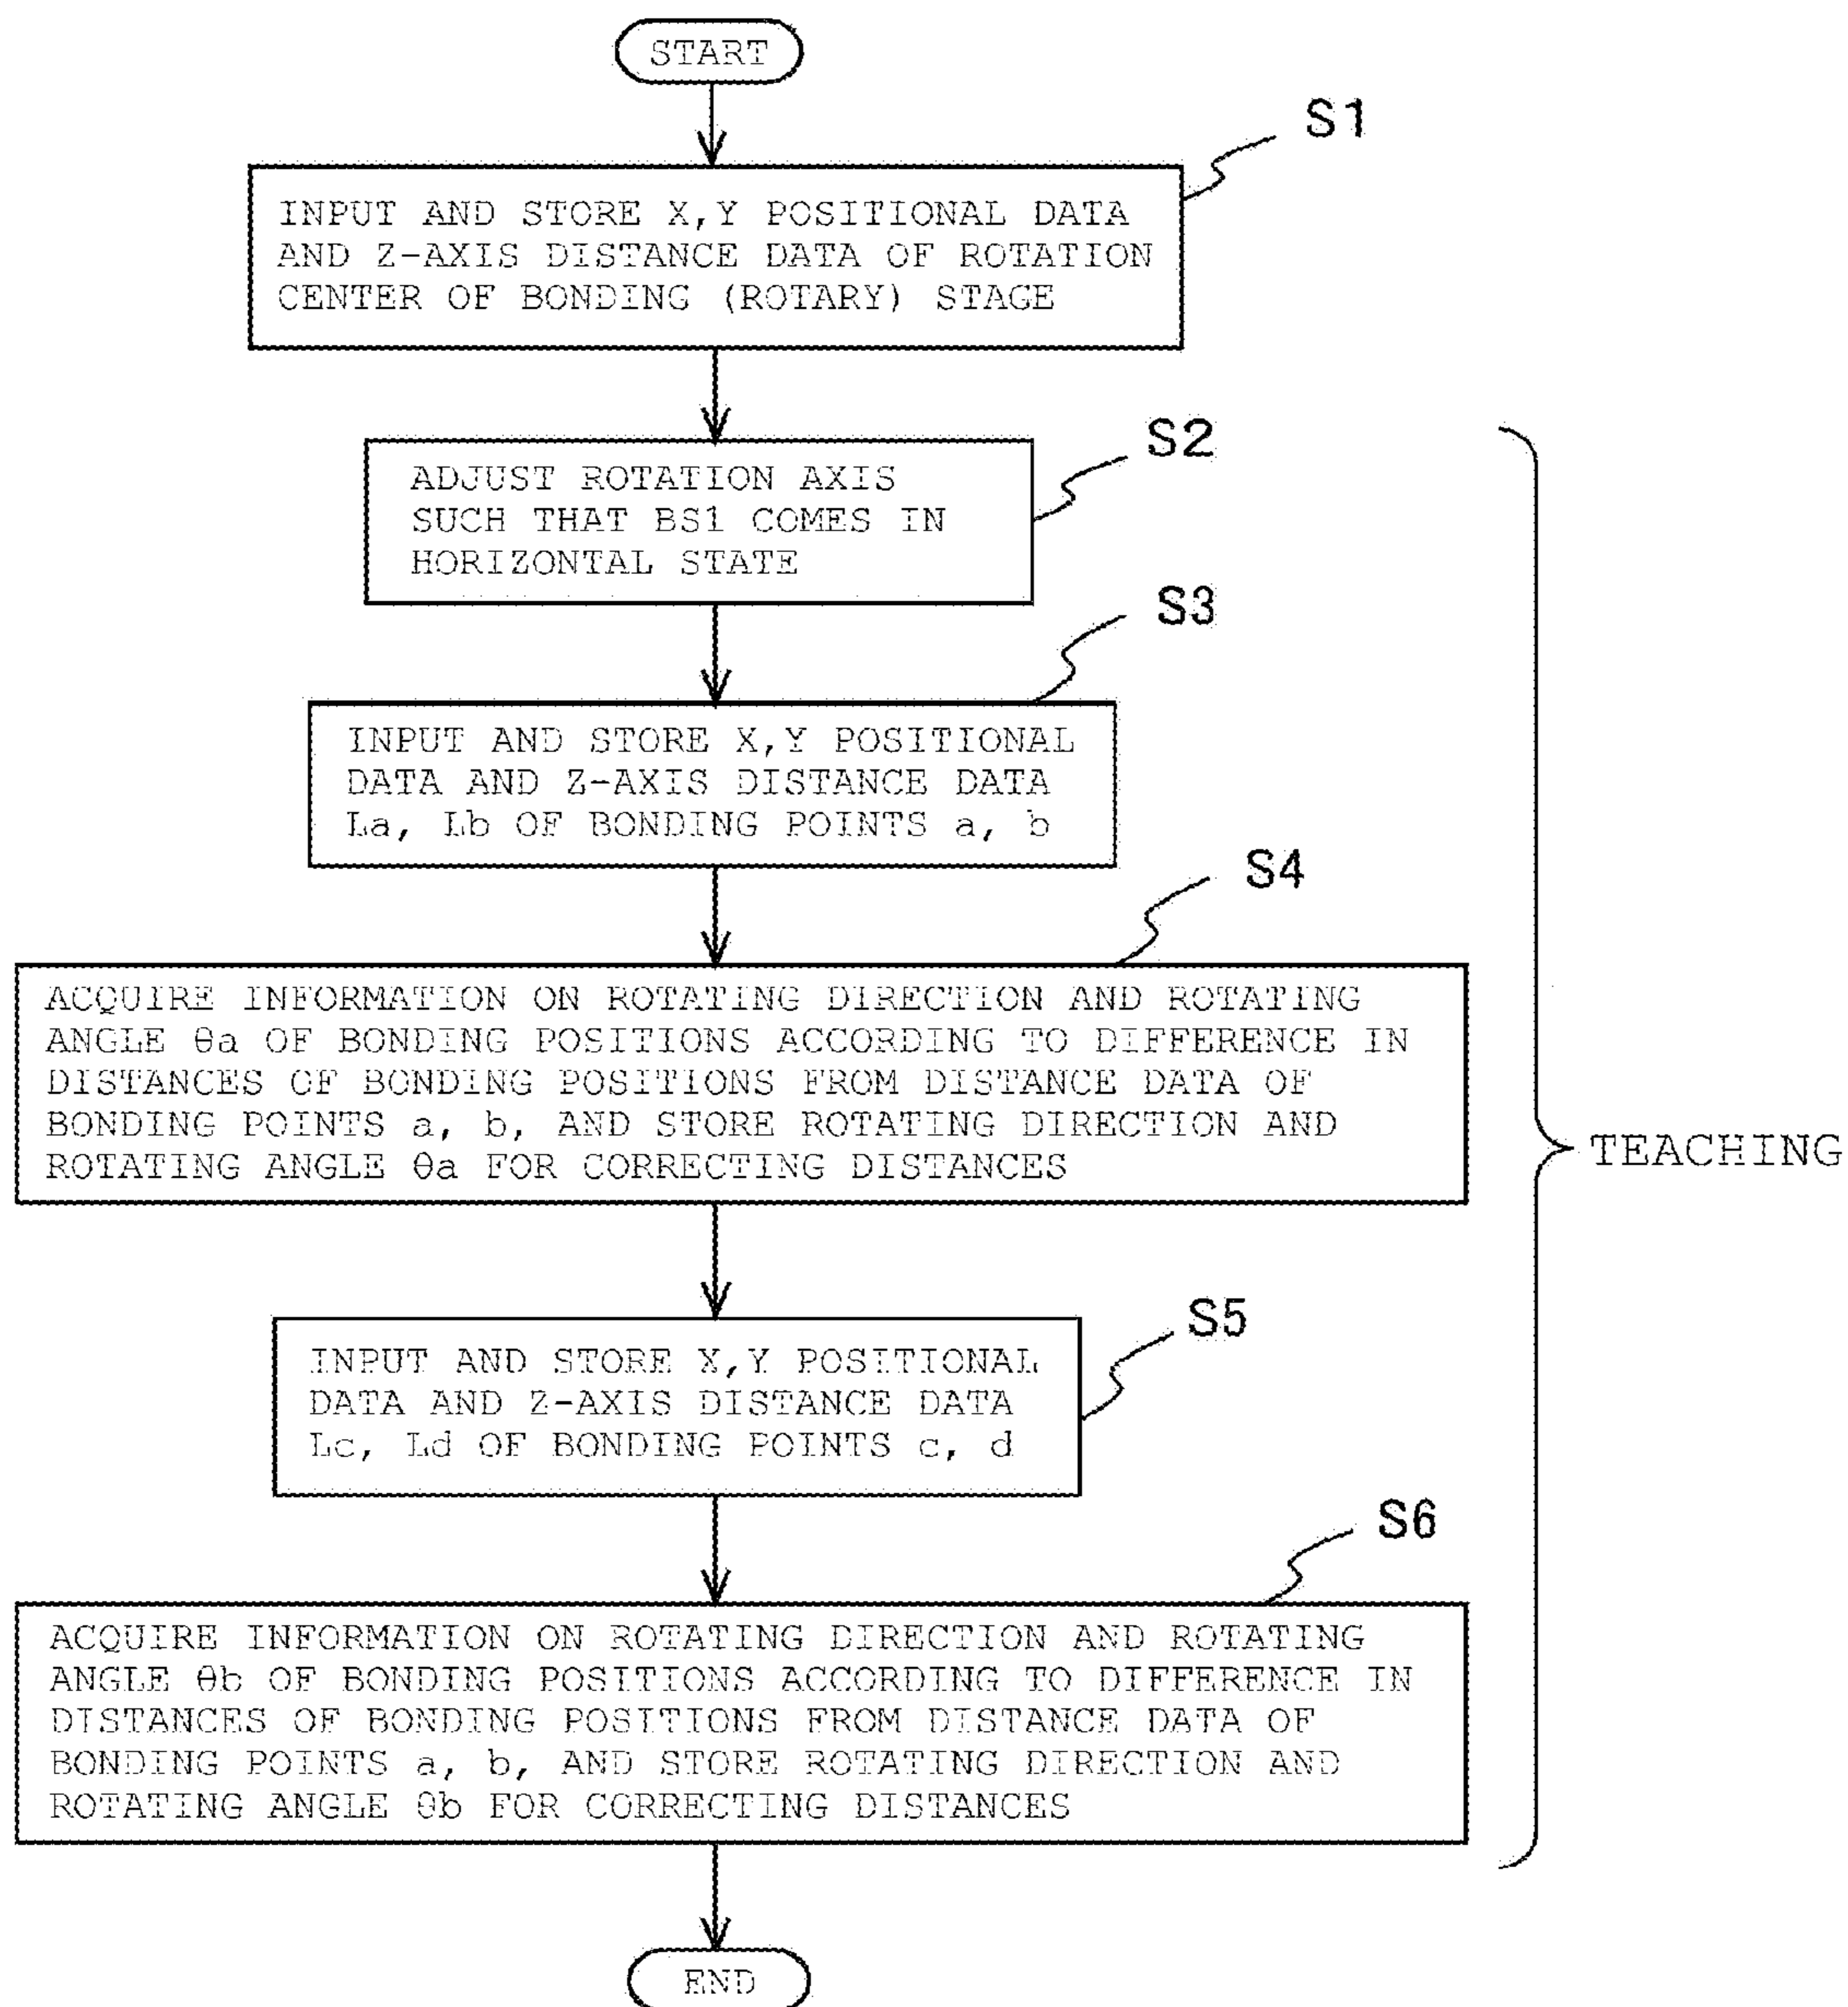 START
S1
INPUT AND STORE X,Y POSITIONAL DATA
AND Z-AXIS DISTANCE DATA OF ROTATION
CENTER OF BONDING (ROTARY) STAGE
S2
ADJUST ROTATION AXIS
SUCH THAT BS1 COMES IN
HORIZONTAL STATE
S3
INPUT AND STORE X,Y POSITIONAL
DATA AND Z-AXIS DISTANCE DATA
La, Lb OF BONDING POINTS a, b
S4
ACQUIRE INFORMATION ON ROTATING DIRECTION AND ROTATING
ANGLE θa OF BONDING POSITIONS ACCORDING TO DIFFERENCE IN
DISTANCES OF BONDING POSITIONS FROM DISTANCE DATA OF
BONDING POINTS a, b, AND STORE ROTATING DIRECTION AND
ROTATING ANGLE θa FOR CORRECTING DISTANCES
TEACHING
S5
INPUT AND STORE X,Y POSITIONAL
DATA AND Z-AXIS DISTANCE DATA
Lc, Ld OF BONDING POINTS c, d
S6
ACQUIRE INFORMATION ON ROTATING DIRECTION AND ROTATING
ANGLE θb OF BONDING POSITIONS ACCORDING TO DIFFERENCE IN
DISTANCES OF BONDING POSITIONS FROM DISTANCE DATA OF
BONDING POINTS a, b, AND STORE ROTATING DIRECTION AND
ROTATING ANGLE θb FOR CORRECTING DISTANCES
END